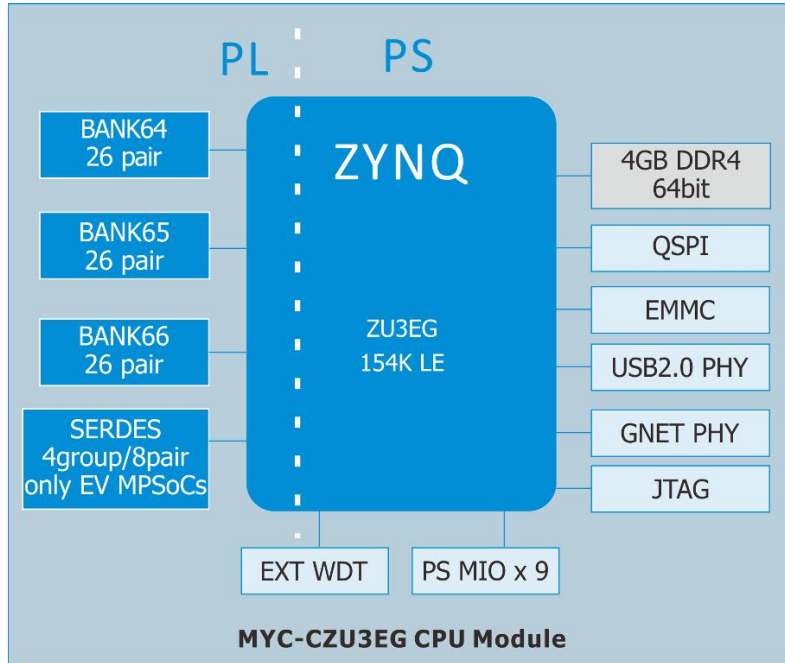 PL
PS
BANK64
26 pair
BANK65
26 pair
BANK66
26 pair
SERDES
4group/8pair
only EV MPSoCs
ZYNQ
ZU3EG
154K LE
4GB DDR4
64bit
QSPI
EMMC
USB2.0 PHY
GNET PHY
JTAG
EXT WDT
PS MIO x 9
MYC-CZU3EG CPU Module